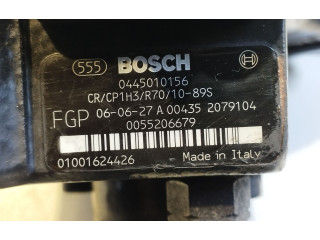 555 BOSCH
0445010156
CR/CP1H3/R70/10-89S
FGP 06-06-27 A 00435 2079104
0055206679
01001624426 Made in Italy